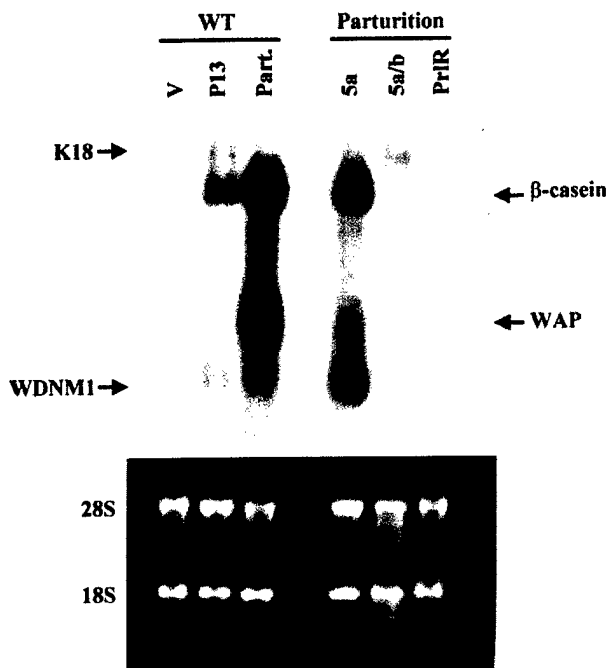 WT Parturition
V P13 Part. 5a 5a/b PrlR
K18
β-casein
WAP
WDNM1
28S
18S